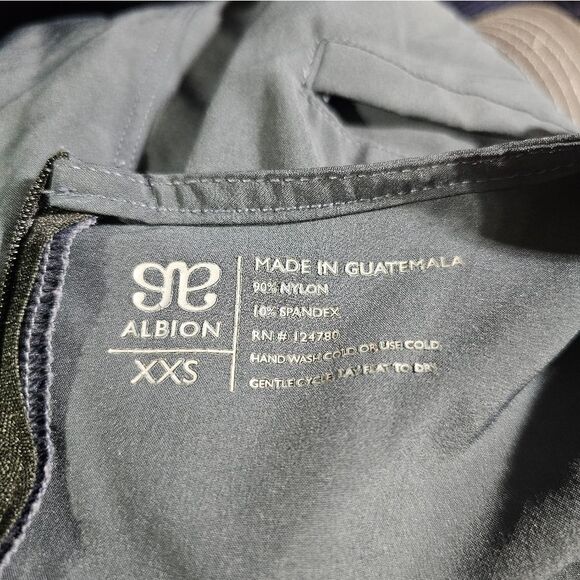 ALBION
XXS
MADE IN GUATEMALA
90% NYLON
10% SPANDEX
RN # 124780
HAND WASH COLD OR USE COLD,
GENTLE CYCLE. LAY FLAT TO DRY.